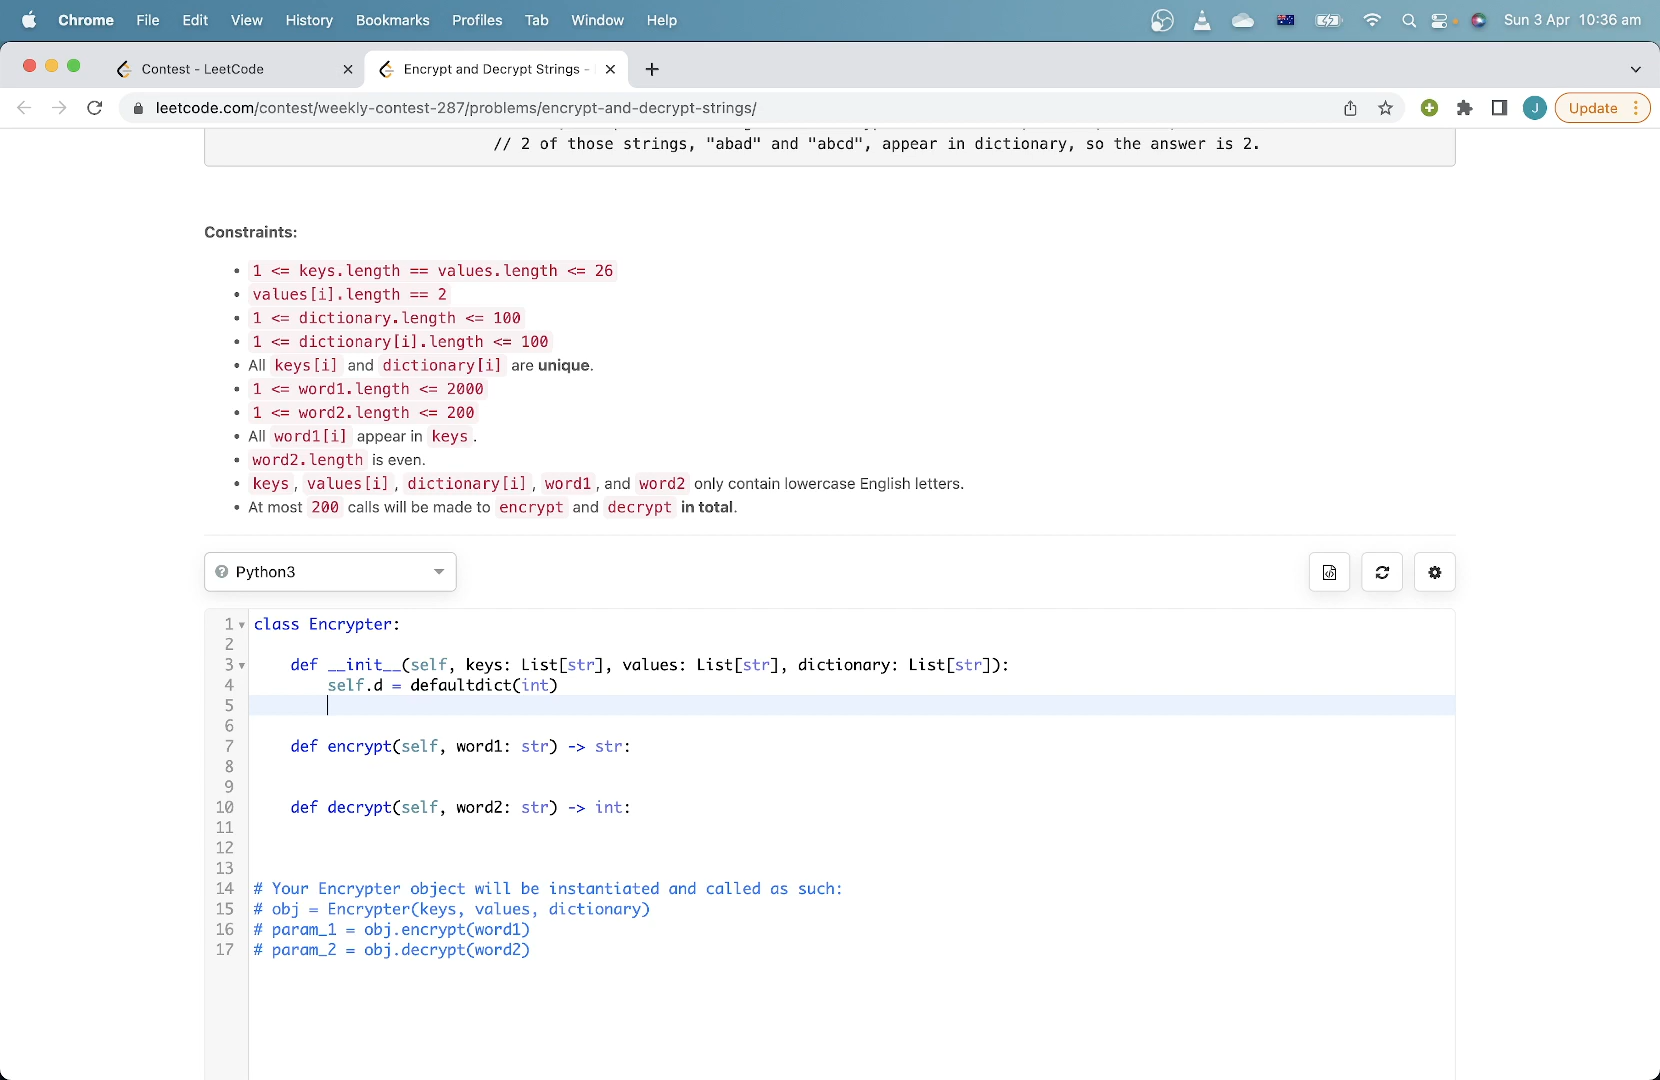 Chrome File Edit View History Bookmarks Profiles Tab Window Help Sun 3 Apr 10:36 am
Contest - LeetCode Encrypt and Decrypt Strings -
leetcode.com/contest/weekly-contest-287/problems/encrypt-and-decrypt-strings/ J Update
// 2 of those strings, "abad" and "abcd", appear in dictionary, so the answer is 2.
Constraints:
• 1 <= keys.length == values.length <= 26
• values[i].length == 2
• 1 <= dictionary.length <= 100
• 1 <= dictionary[i].length <= 100
• All keys[i] and dictionary[i] are unique.
• 1 <= word1.length <= 2000
• 1 <= word2.length <= 200
• All word1[i] appear in keys.
• word2.length is even.
• keys, values[i], dictionary[i], word1, and word2 only contain lowercase English letters.
• At most 200 calls will be made to encrypt and decrypt in total.
Python3
1 class Encrypter:
2
3 def __init__(self, keys: List[str], values: List[str], dictionary: List[str]):
4 self.d = defaultdict(int)
5
6
7 def encrypt(self, word1: str) -> str:
8
9
10 def decrypt(self, word2: str) -> int:
11
12
13
14 # Your Encrypter object will be instantiated and called as such:
15 # obj = Encrypter(keys, values, dictionary)
16 # param_1 = obj.encrypt(word1)
17 # param_2 = obj.decrypt(word2)